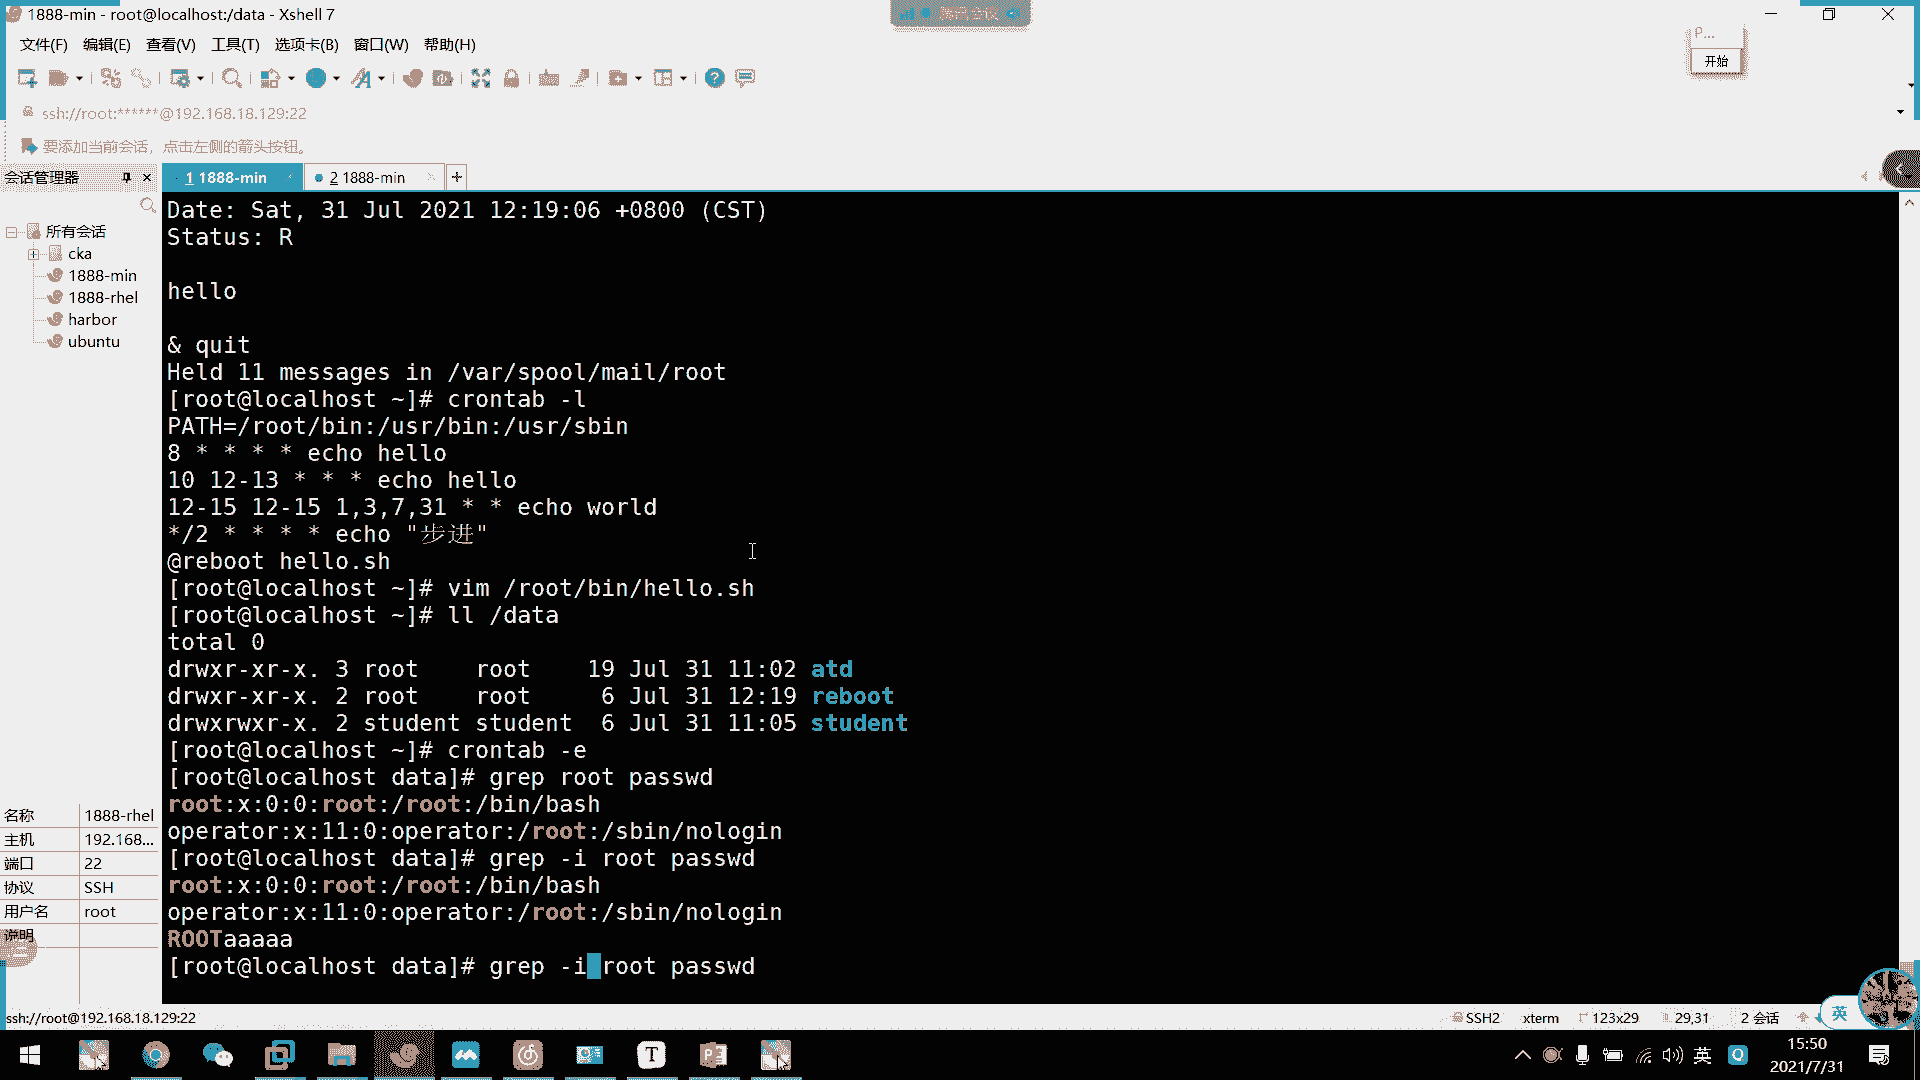 1888-min - root@localhost:/data - Xshell 7
P...
开始
文件(F) 编辑(E) 查看(V) 工具(T) 选项卡(B) 窗口(W) 帮助(H)
ssh://root:******@192.168.18.129:22
要添加当前会话，点击左侧的箭头按钮。
会话管理器
1 1888-min
2 1888-min
所有会话
cka
1888-min
1888-rhel
harbor
ubuntu
名称 1888-rhel
主机 192.168...
端口 22
协议 SSH
用户名 root
说明
Date: Sat, 31 Jul 2021 12:19:06 +0800 (CST)
Status: R
hello
& quit
Held 11 messages in /var/spool/mail/root
[root@localhost ~]# crontab -l
PATH=/root/bin:/usr/bin:/usr/sbin
8 * * * * echo hello
10 12-13 * * * echo hello
12-15 12-15 1,3,7,31 * * echo world
*/2 * * * * echo "步进"
@reboot hello.sh
[root@localhost ~]# vim /root/bin/hello.sh
[root@localhost ~]# ll /data
total 0
drwxr-xr-x. 3 root    root    19 Jul 31 11:02 atd
drwxr-xr-x. 2 root    root     6 Jul 31 12:19 reboot
drwxrwxr-x. 2 student student  6 Jul 31 11:05 student
[root@localhost ~]# crontab -e
[root@localhost data]# grep root passwd
root:x:0:0:root:/root:/bin/bash
operator:x:11:0:operator:/root:/sbin/nologin
[root@localhost data]# grep -i root passwd
root:x:0:0:root:/root:/bin/bash
operator:x:11:0:operator:/root:/sbin/nologin
ROOTaaaaa
[root@localhost data]# grep -i root passwd
ssh://root@192.168.18.129:22
SSH2 xterm 123x29 29,31 2 会话
英
英
15:50
2021/7/31